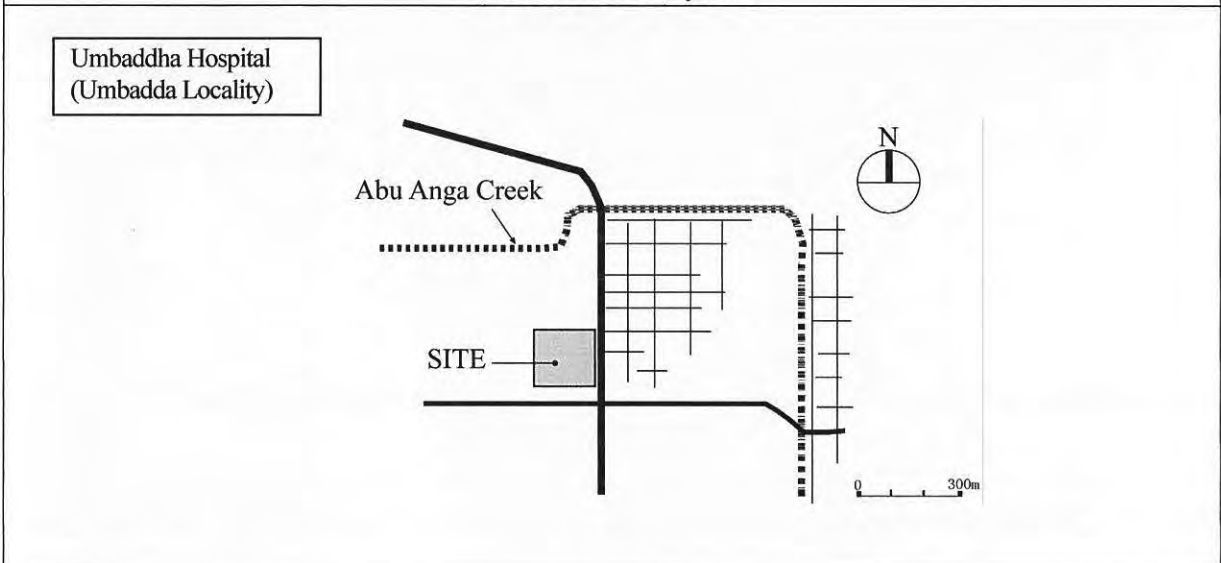 Umbaddha Hospital
(Umbadda Locality)
N
Abu Anga Creek
SITE
0 300m